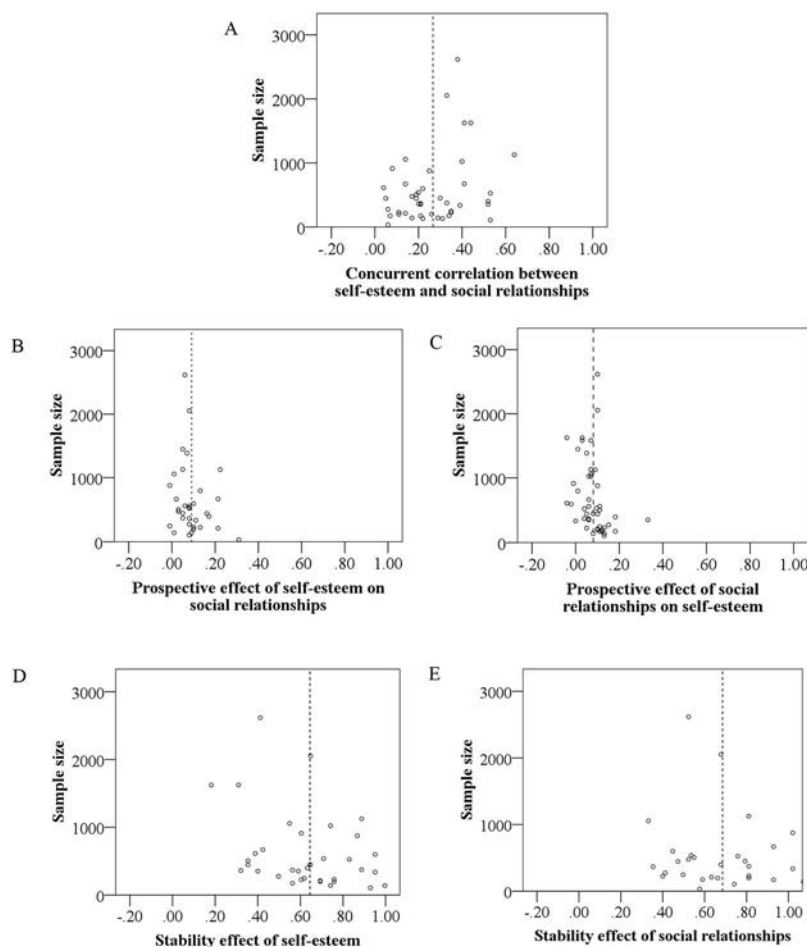 A
3000
2000
1000
0
Sample size
-.20 .00 .20 .40 .60 .80 1.00
Concurrent correlation between
self-esteem and social relationships
B
3000
2000
1000
0
Sample size
-.20 .00 .20 .40 .60 .80 1.00
Prospective effect of self-esteem on
social relationships
C
3000
2000
1000
0
Sample size
-.20 .00 .20 .40 .60 .80 1.00
Prospective effect of social
relationships on self-esteem
D
3000
2000
1000
0
Sample size
-.20 .00 .20 .40 .60 .80 1.00
Stability effect of self-esteem
E
3000
2000
1000
0
Sample size
-.20 .00 .20 .40 .60 .80 1.00
Stability effect of social relationships